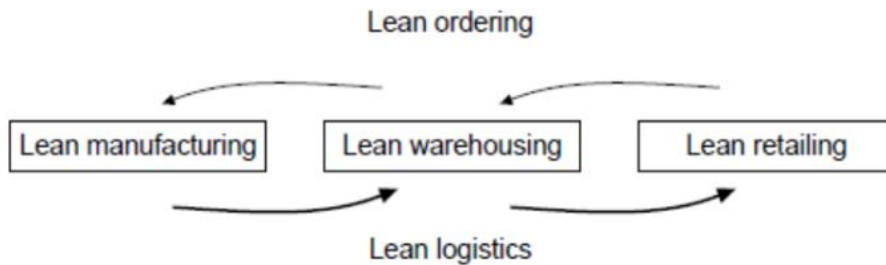 Lean ordering
Lean manufacturing
Lean warehousing
Lean retailing
Lean logistics